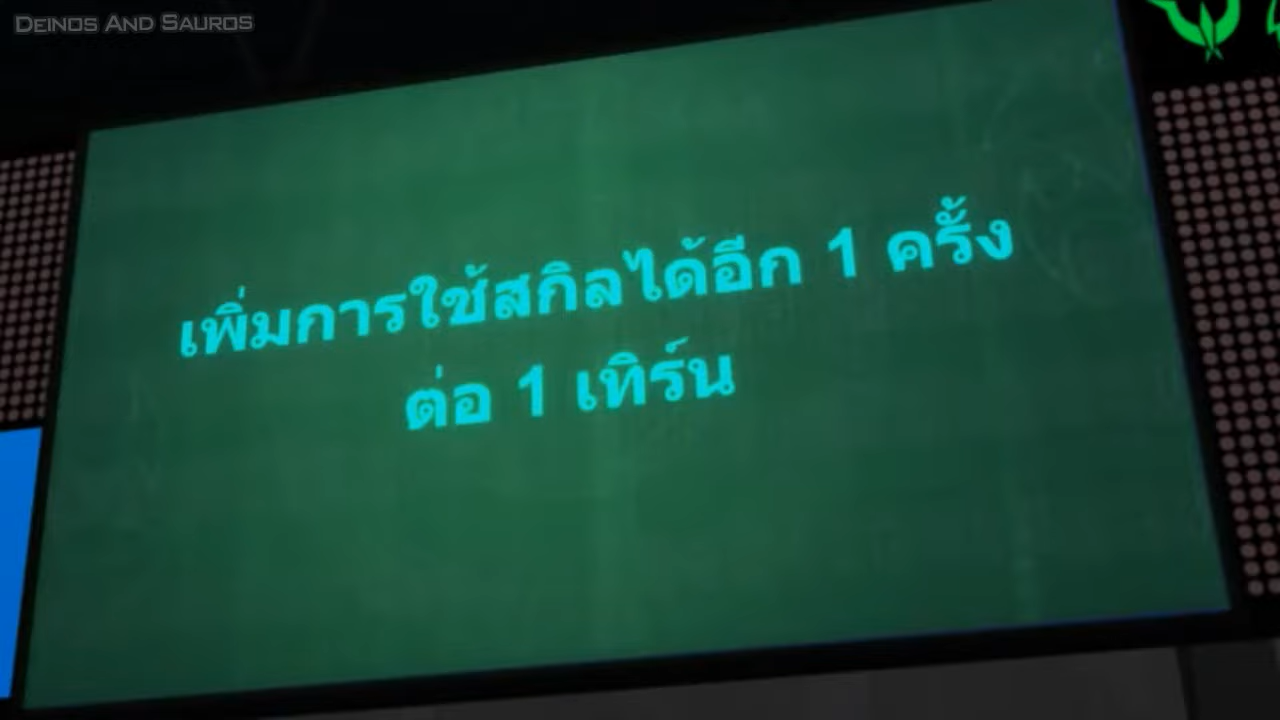 DEINOS AND SAUROS
เพิ่มการใช้สกิลได้อีก 1 ครั้ง
ต่อ 1 เทิร์น